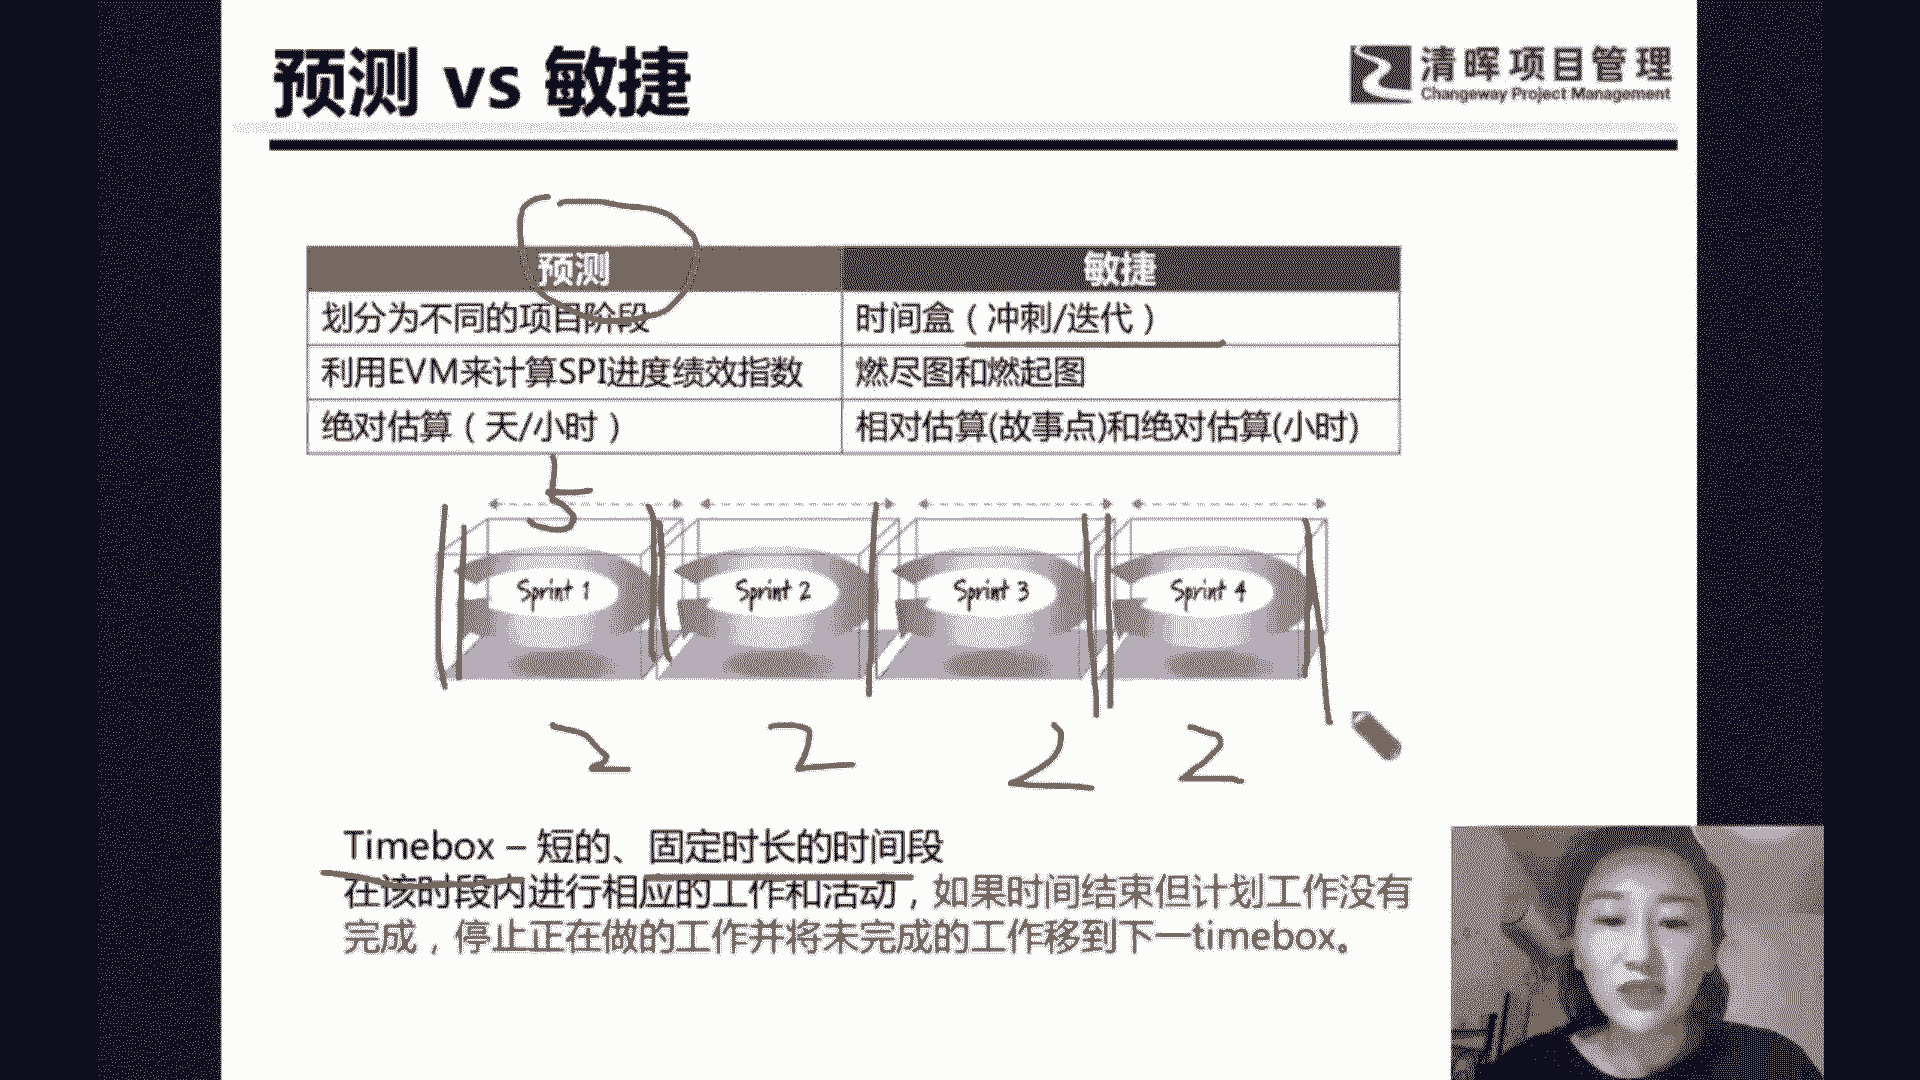 预测 vs 敏捷
清晖项目管理
Changeway Project Management
预测 敏捷
划分为不同的项目阶段 时间盒（冲刺/迭代）
利用EVM来计算SPI进度绩效指数 燃尽图和燃起图
绝对估算（天/小时） 相对估算(故事点)和绝对估算(小时)
5
Sprint 1 Sprint 2 Sprint 3 Sprint 4
2 2 2 2
Timebox – 短的、固定时长的时间段
在该时段内进行相应的工作和活动，如果时间结束但计划工作没有
完成，停止正在做的工作并将未完成的工作移到下一timebox。